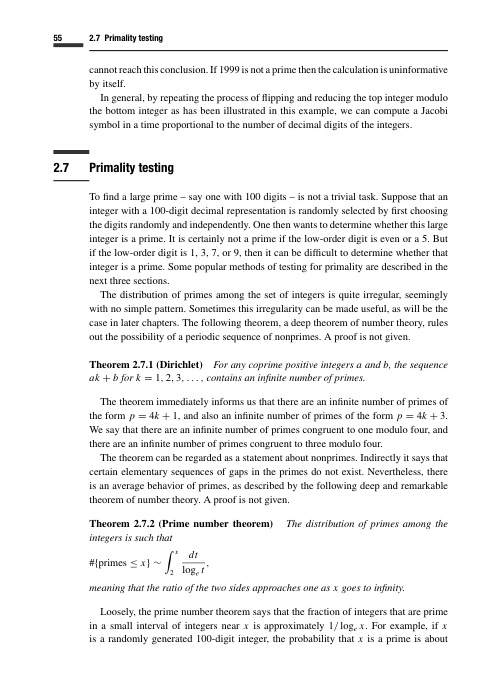 55 2.7 Primality testing
cannot reach this conclusion. If 1999 is not a prime then the calculation is uninformative
by itself.
In general, by repeating the process of flipping and reducing the top integer modulo
the bottom integer as has been illustrated in this example, we can compute a Jacobi
symbol in a time proportional to the number of decimal digits of the integers.
2.7 Primality testing
To find a large prime – say one with 100 digits – is not a trivial task. Suppose that an
integer with a 100-digit decimal representation is randomly selected by first choosing
the digits randomly and independently. One then wants to determine whether this large
integer is a prime. It is certainly not a prime if the low-order digit is even or a 5. But
if the low-order digit is 1, 3, 7, or 9, then it can be difficult to determine whether that
integer is a prime. Some popular methods of testing for primality are described in the
next three sections.
The distribution of primes among the set of integers is quite irregular, seemingly
with no simple pattern. Sometimes this irregularity can be made useful, as will be the
case in later chapters. The following theorem, a deep theorem of number theory, rules
out the possibility of a periodic sequence of nonprimes. A proof is not given.
Theorem 2.7.1 (Dirichlet) For any coprime positive integers a and b, the sequence
ak + b for k = 1, 2, 3, . . . , contains an infinite number of primes.
The theorem immediately informs us that there are an infinite number of primes of
the form p = 4k + 1, and also an infinite number of primes of the form p = 4k + 3.
We say that there are an infinite number of primes congruent to one modulo four, and
there are an infinite number of primes congruent to three modulo four.
The theorem can be regarded as a statement about nonprimes. Indirectly it says that
certain elementary sequences of gaps in the primes do not exist. Nevertheless, there
is an average behavior of primes, as described by the following deep and remarkable
theorem of number theory. A proof is not given.
Theorem 2.7.2 (Prime number theorem) The distribution of primes among the
integers is such that
#{primes ≤ x} ∼ ∫₂ˣ dt / logₑ t ,
meaning that the ratio of the two sides approaches one as x goes to infinity.
Loosely, the prime number theorem says that the fraction of integers that are prime
in a small interval of integers near x is approximately 1/ logₑ x. For example, if x
is a randomly generated 100-digit integer, the probability that x is a prime is about